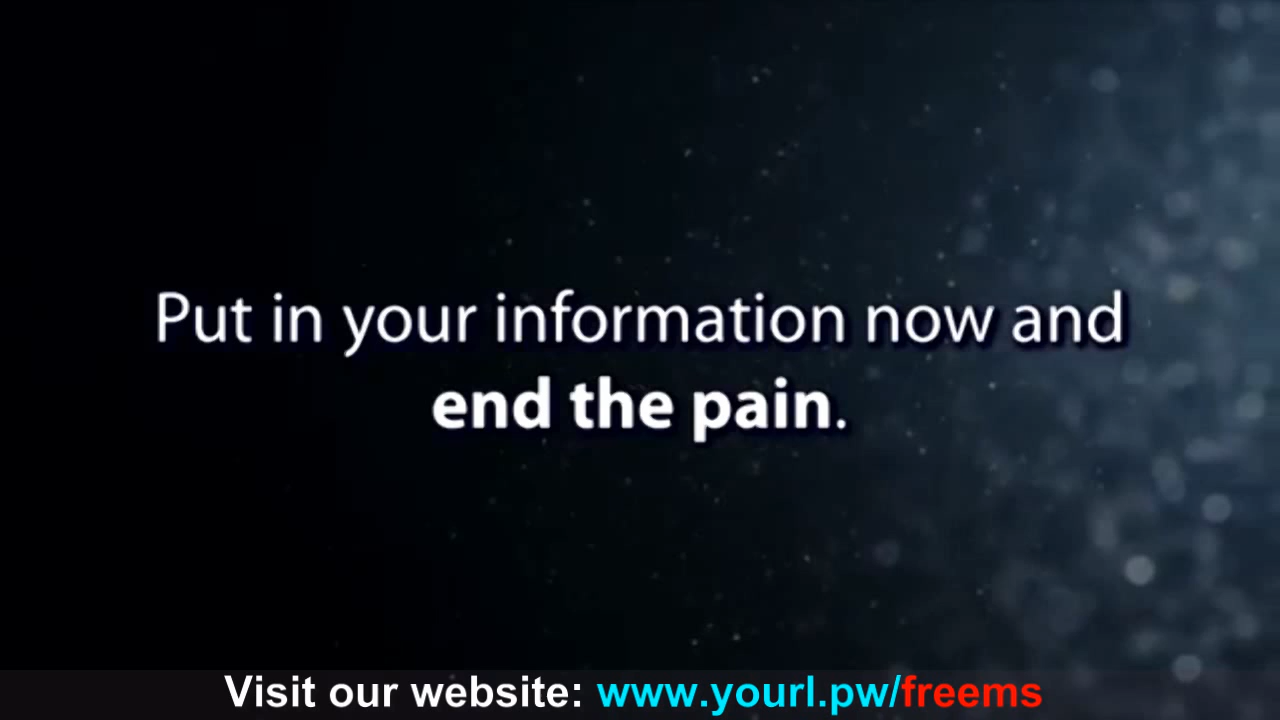 Put in your information now and
end the pain.
Visit our website: www.yourl.pw/freems